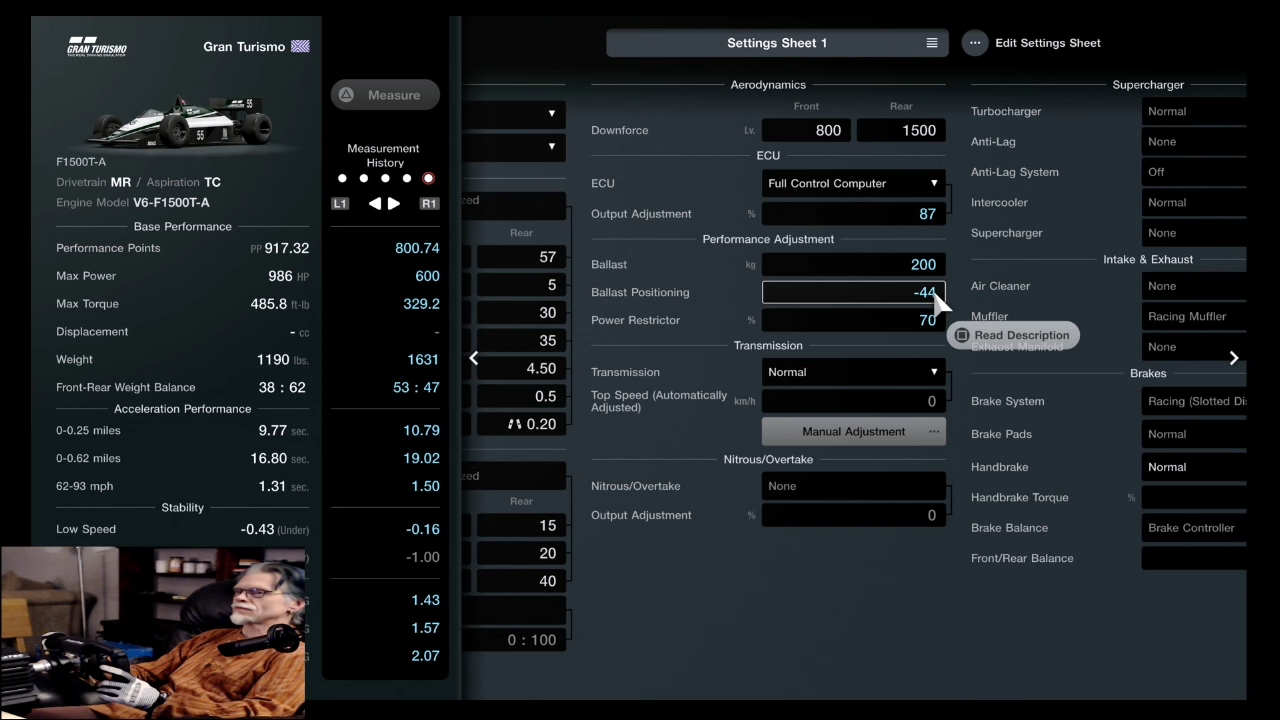 GRAN TURISMO
THE REAL DRIVING SIMULATOR
Gran Turismo
55
55
F1500T-A
Drivetrain MR / Aspiration TC
Engine Model V6-F1500T-A
Base Performance
Performance Points PP 917.32
Max Power 986 HP
Max Torque 485.8 ft-lb
Displacement - cc
Weight 1190 lbs.
Front-Rear Weight Balance 38 : 62
Acceleration Performance
0-0.25 miles 9.77 sec.
0-0.62 miles 16.80 sec.
62-93 mph 1.31 sec.
Stability
Low Speed -0.43 (Under)
Measure
Measurement
History
L1 R1
800.74
600
329.2
-
1631
53 : 47
10.79
19.02
1.50
-0.16
-1.00
1.43
1.57
2.07
zed
Rear
57
5
30
35
4.50
0.5
0.20
zed
Rear
15
20
40
0 : 100
Settings Sheet 1
Edit Settings Sheet
Aerodynamics
Front Rear
Downforce Lv. 800 1500
ECU
ECU Full Control Computer
Output Adjustment % 87
Performance Adjustment
Ballast kg 200
Ballast Positioning -44
Power Restrictor % 70
Read Description
Transmission
Transmission Normal
Top Speed (Automatically
Adjusted) km/h 0
Manual Adjustment
Nitrous/Overtake
Nitrous/Overtake None
Output Adjustment % 0
Supercharger
Turbocharger Normal
Anti-Lag None
Anti-Lag System Off
Intercooler Normal
Supercharger None
Intake & Exhaust
Air Cleaner None
Muffler Racing Muffler
Exhaust Manifold None
Brakes
Brake System Racing (Slotted Di
Brake Pads Normal
Handbrake Normal
Handbrake Torque %
Brake Balance Brake Controller
Front/Rear Balance